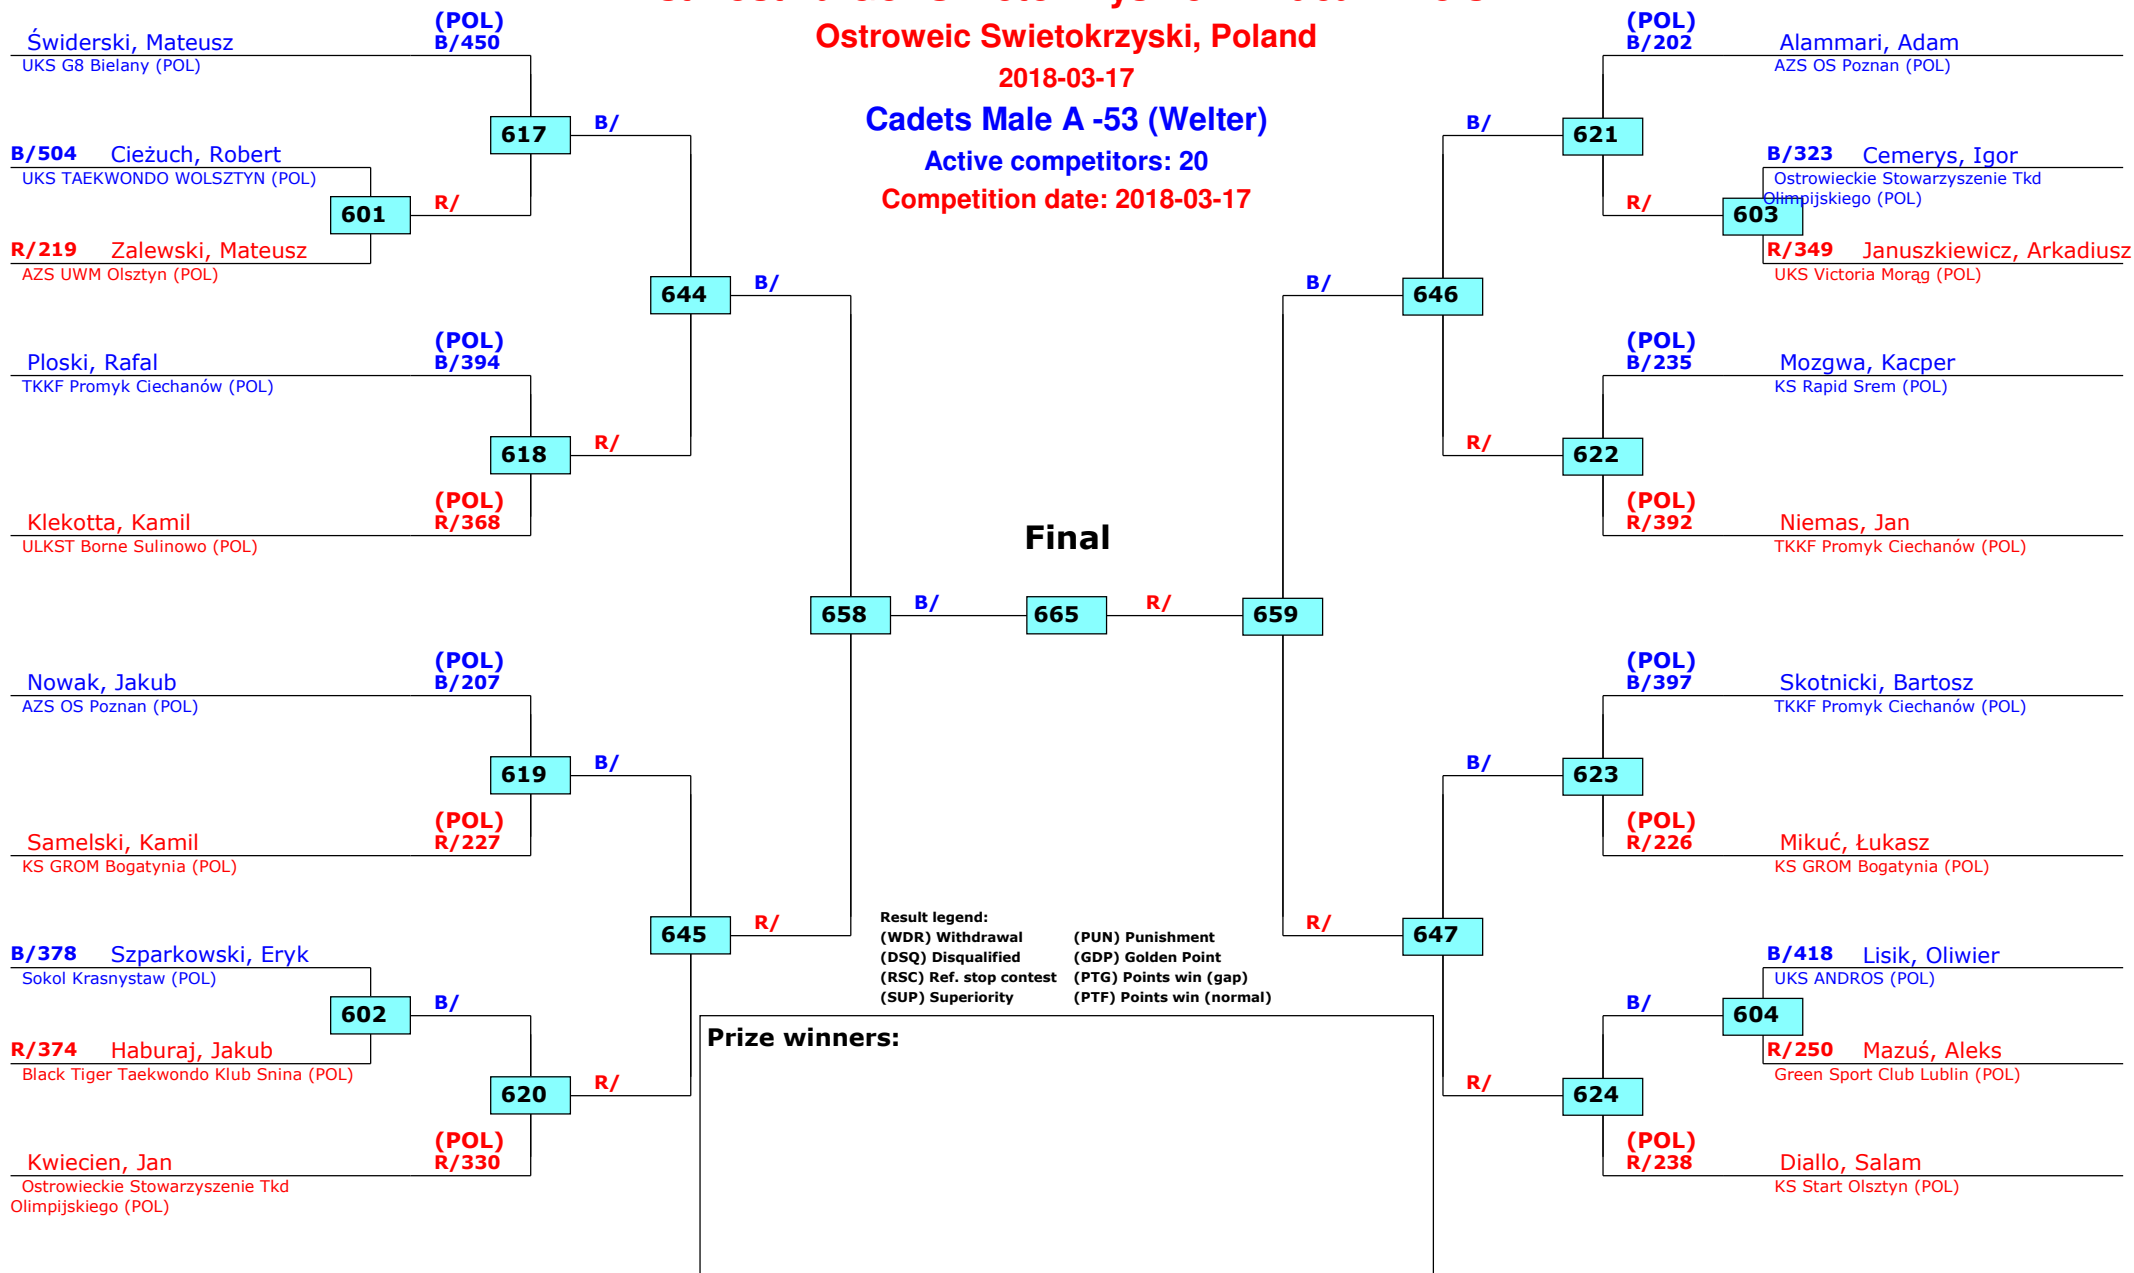 Ostroweic Swietokrzyski, Poland
2018-03-17
Cadets Male A -53 (Welter)
Active competitors: 20
Competition date: 2018-03-17
(POL)
Świderski, Mateusz B/450
UKS G8 Bielany (POL)
617 B/
B/504 Cieżuch, Robert
UKS TAEKWONDO WOLSZTYN (POL)
601 R/
R/219 Zalewski, Mateusz
AZS UWM Olsztyn (POL)
644 B/
(POL)
Ploski, Rafal B/394
TKKF Promyk Ciechanów (POL)
618 R/
(POL)
Klekotta, Kamil R/368
ULKST Borne Sulinowo (POL)
658 B/
(POL)
Nowak, Jakub B/207
AZS OS Poznan (POL)
619 B/
(POL)
Samelski, Kamil R/227
KS GROM Bogatynia (POL)
645 R/
B/378 Szparkowski, Eryk
Sokol Krasnystaw (POL)
602 B/
R/374 Haburaj, Jakub
Black Tiger Taekwondo Klub Snina (POL)
620 R/
(POL)
Kwiecien, Jan R/330
Ostrowieckie Stowarzyszenie Tkd
Olimpijskiego (POL)
Final
665
(POL)
B/202 Alammari, Adam
AZS OS Poznan (POL)
B/ 621
B/323 Cemerys, Igor
Ostrowieckie Stowarzyszenie Tkd
Olimpijskiego (POL)
R/ 603
R/349 Januszkiewicz, Arkadiusz
UKS Victoria Morąg (POL)
B/ 646
(POL)
B/235 Mozgwa, Kacper
KS Rapid Srem (POL)
R/ 622
(POL)
R/392 Niemas, Jan
TKKF Promyk Ciechanów (POL)
R/ 659
(POL)
B/397 Skotnicki, Bartosz
TKKF Promyk Ciechanów (POL)
B/ 623
(POL)
R/226 Mikuć, Łukasz
KS GROM Bogatynia (POL)
R/ 647
B/418 Lisik, Oliwier
UKS ANDROS (POL)
B/ 604
R/250 Mazuś, Aleks
Green Sport Club Lublin (POL)
R/ 624
(POL)
R/238 Diallo, Salam
KS Start Olsztyn (POL)
Result legend:
(WDR) Withdrawal (PUN) Punishment
(DSQ) Disqualified (GDP) Golden Point
(RSC) Ref. stop contest (PTG) Points win (gap)
(SUP) Superiority (PTF) Points win (normal)
Prize winners: